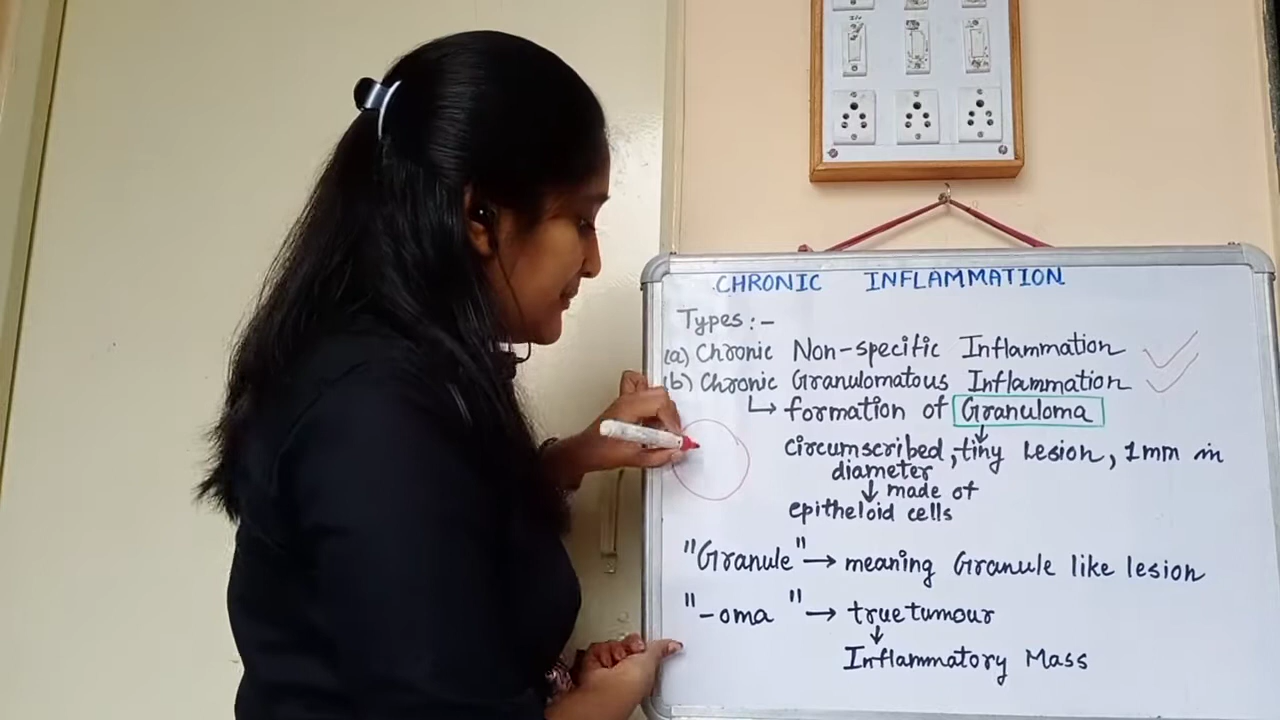 CHRONIC INFLAMMATION
Types :-
(a) Chronic Non-specific Inflammation
(b) Chronic Granulomatous Inflammation
↳ formation of Granuloma
circumscribed, tiny lesion, 1mm in
diameter
↓ made of
epitheloid cells
"Granule" → meaning Granule like lesion
"-oma" → true tumour
↓
Inflammatory Mass